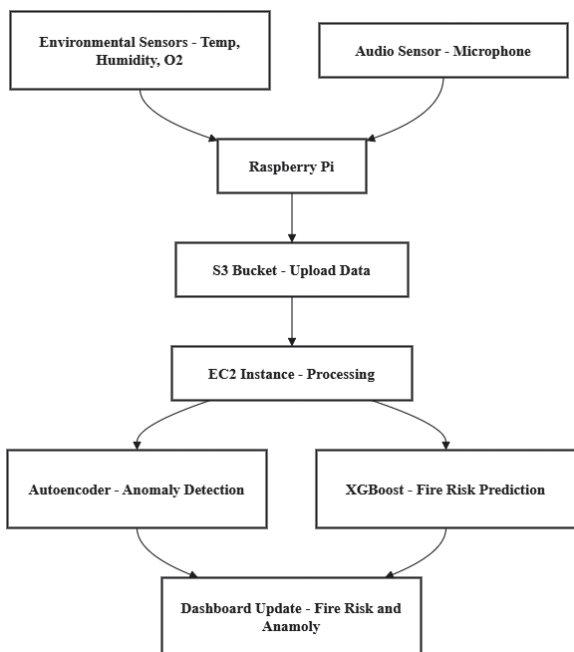 Environmental Sensors - Temp,
Humidity, O2
Audio Sensor - Microphone
Raspberry Pi
S3 Bucket - Upload Data
EC2 Instance - Processing
Autoencoder - Anomaly Detection
XGBoost - Fire Risk Prediction
Dashboard Update - Fire Risk and
Anamoly